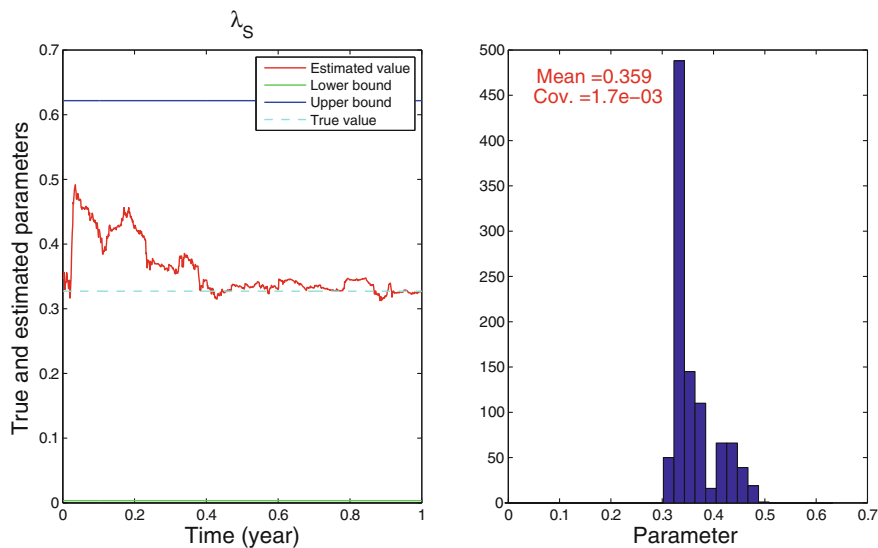 λ_S
0.7
0.6
0.5
0.4
0.3
0.2
0.1
0
True and estimated parameters
Estimated value
Lower bound
Upper bound
True value
0 0.2 0.4 0.6 0.8 1
Time (year)
500
450
400
350
300
250
200
150
100
50
0
Mean =0.359
Cov. =1.7e−03
0 0.1 0.2 0.3 0.4 0.5 0.6 0.7
Parameter